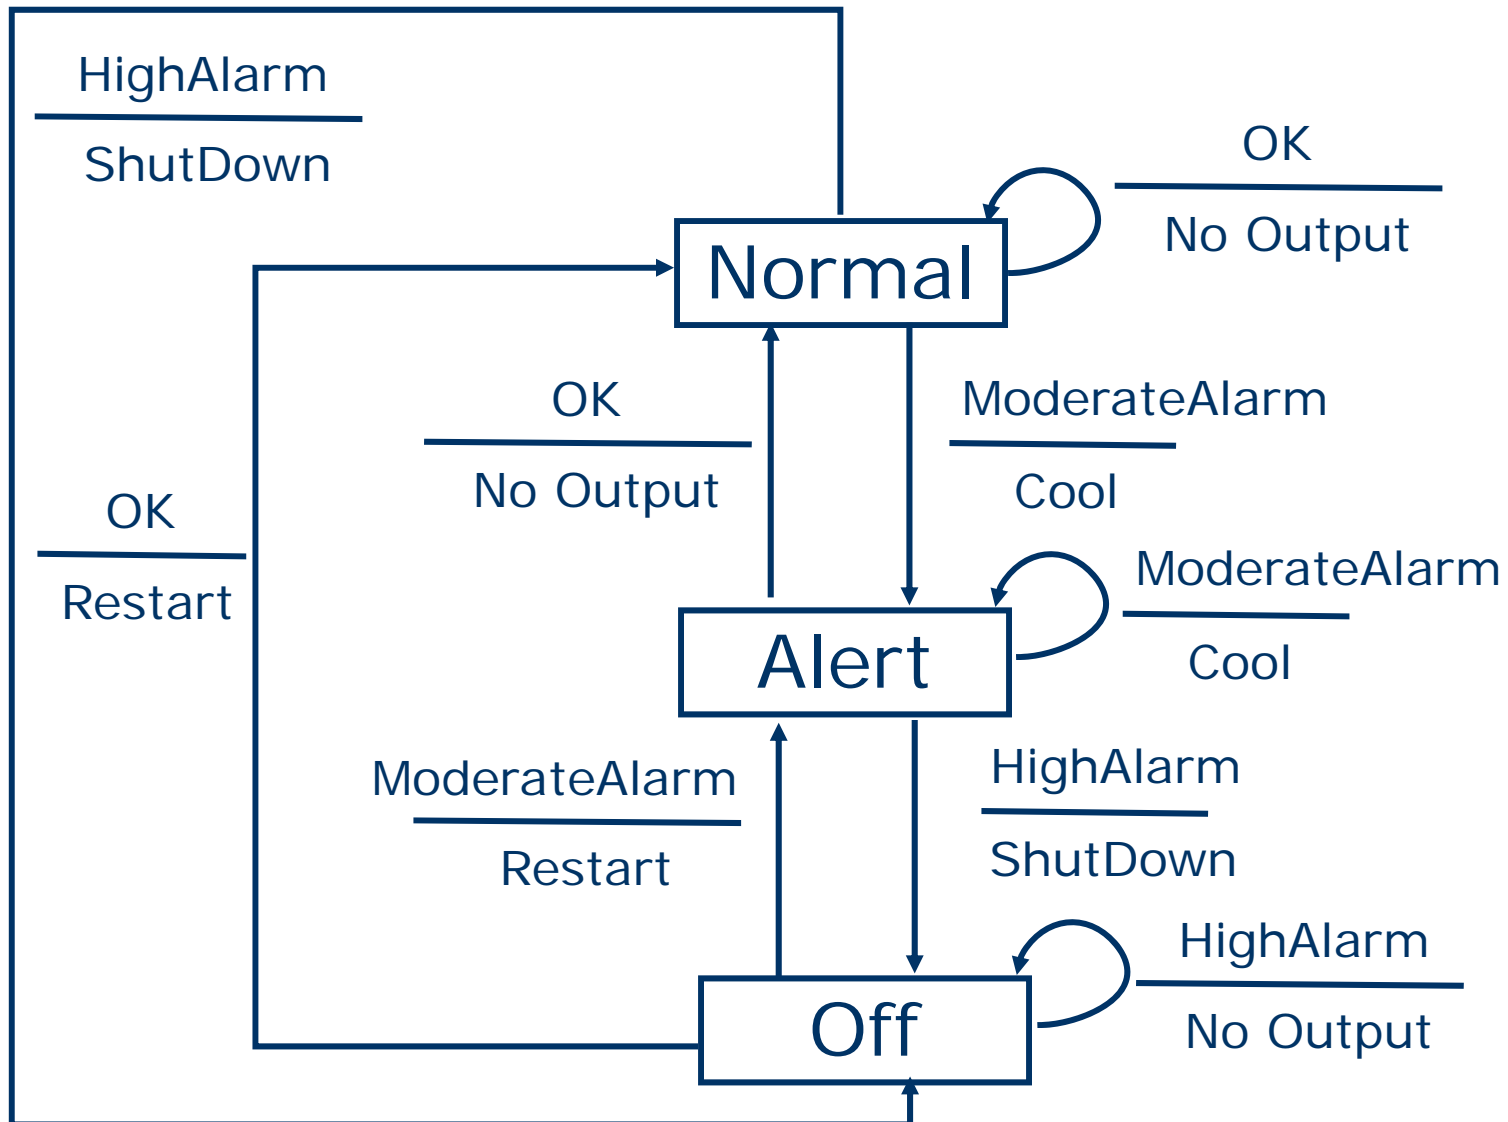 HighAlarm
ShutDown
OK
No Output
Normal
OK
No Output
ModerateAlarm
Cool
OK
Restart
ModerateAlarm
Cool
Alert
ModerateAlarm
Restart
HighAlarm
ShutDown
HighAlarm
No Output
Off